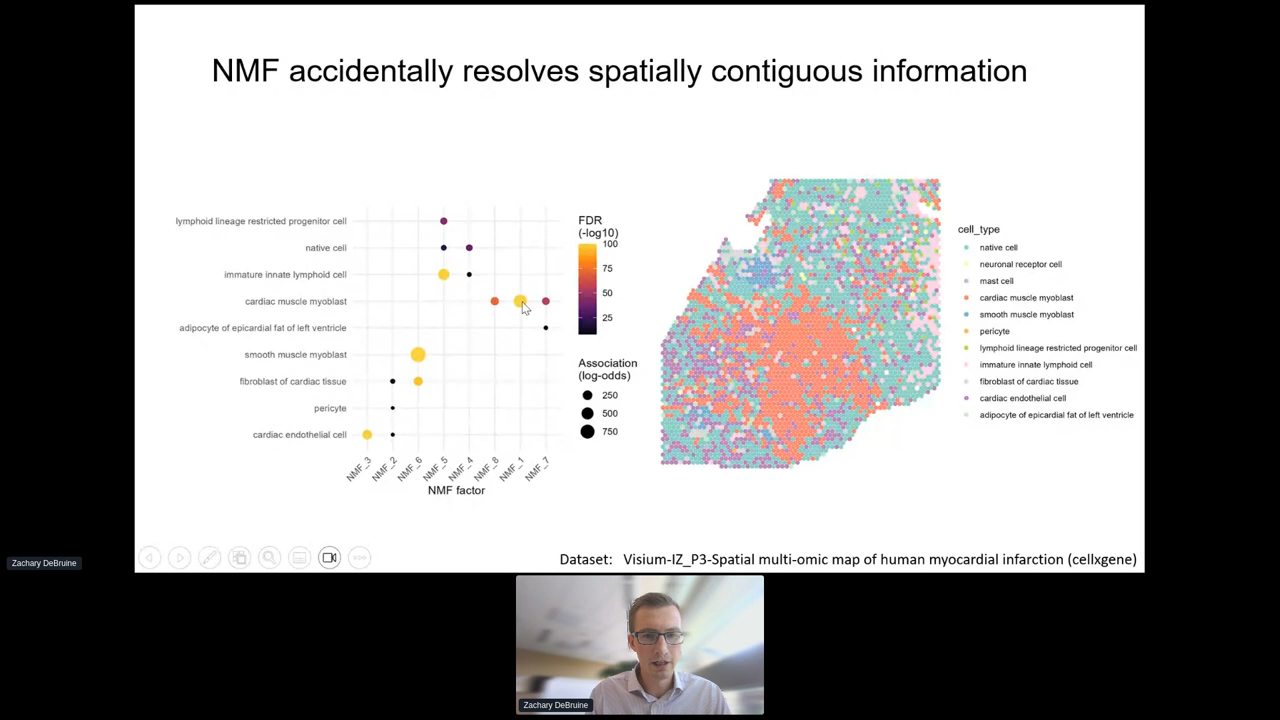 NMF accidentally resolves spatially contiguous information
lymphoid lineage restricted progenitor cell
native cell
immature innate lymphoid cell
cardiac muscle myoblast
adipocyte of epicardial fat of left ventricle
smooth muscle myoblast
fibroblast of cardiac tissue
pericyte
cardiac endothelial cell
NMF_3
NMF_2
NMF_6
NMF_5
NMF_4
NMF_8
NMF_1
NMF_7
NMF factor
FDR
(-log10)
100
75
50
25
Association
(log-odds)
250
500
750
cell_type
native cell
neuronal receptor cell
mast cell
cardiac muscle myoblast
smooth muscle myoblast
pericyte
lymphoid lineage restricted progenitor cell
immature innate lymphoid cell
fibroblast of cardiac tissue
cardiac endothelial cell
adipocyte of epicardial fat of left ventricle
Dataset: Visium-IZ_P3-Spatial multi-omic map of human myocardial infarction (cellxgene)
Zachary DeBruine
Zachary DeBruine